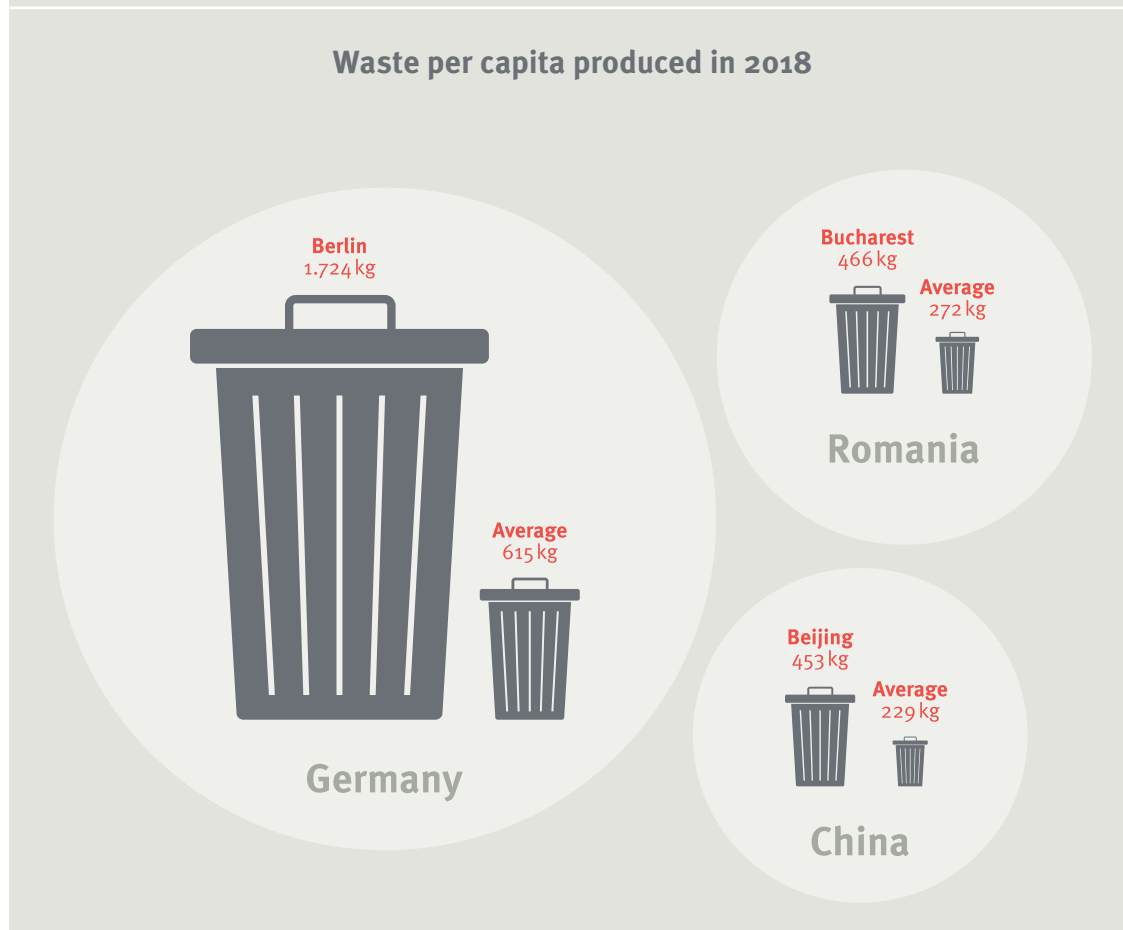 Waste per capita produced in 2018
Berlin
1.724 kg
Average
615 kg
Germany
Bucharest
466 kg
Average
272 kg
Romania
Beijing
453 kg
Average
229 kg
China